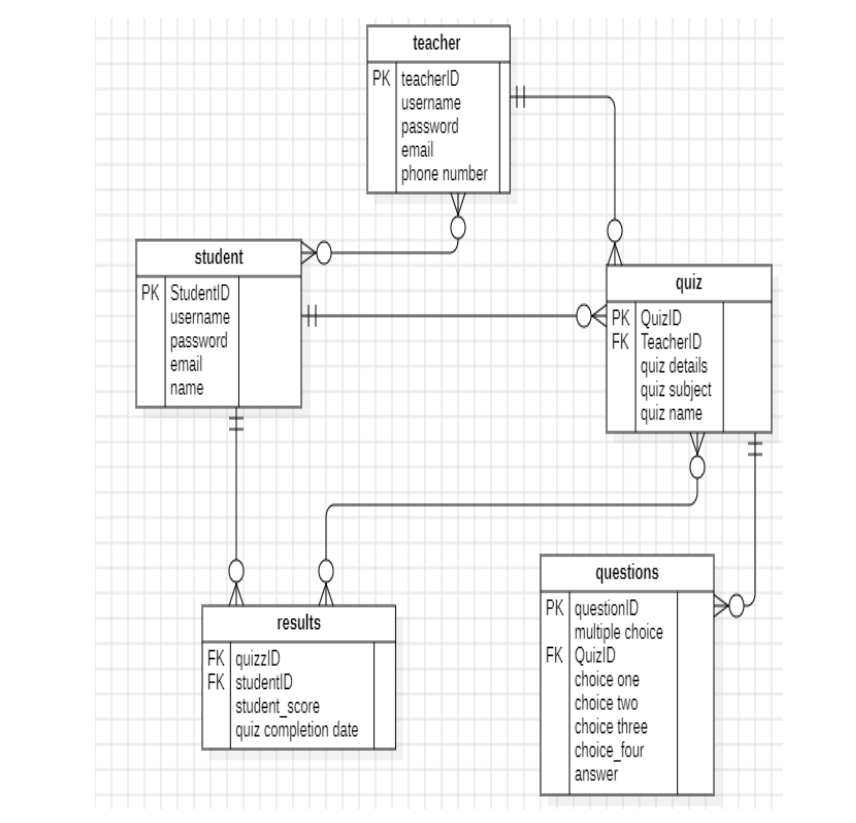 teacher
PK teacherID
username
password
email
phone number
student
PK StudentID
username
password
email
name
quiz
PK QuizID
FK TeacherID
quiz details
quiz subject
quiz name
results
FK quizzID
FK studentID
student_score
quiz completion date
questions
PK questionID
multiple choice
FK QuizID
choice one
choice two
choice three
choice_four
answer